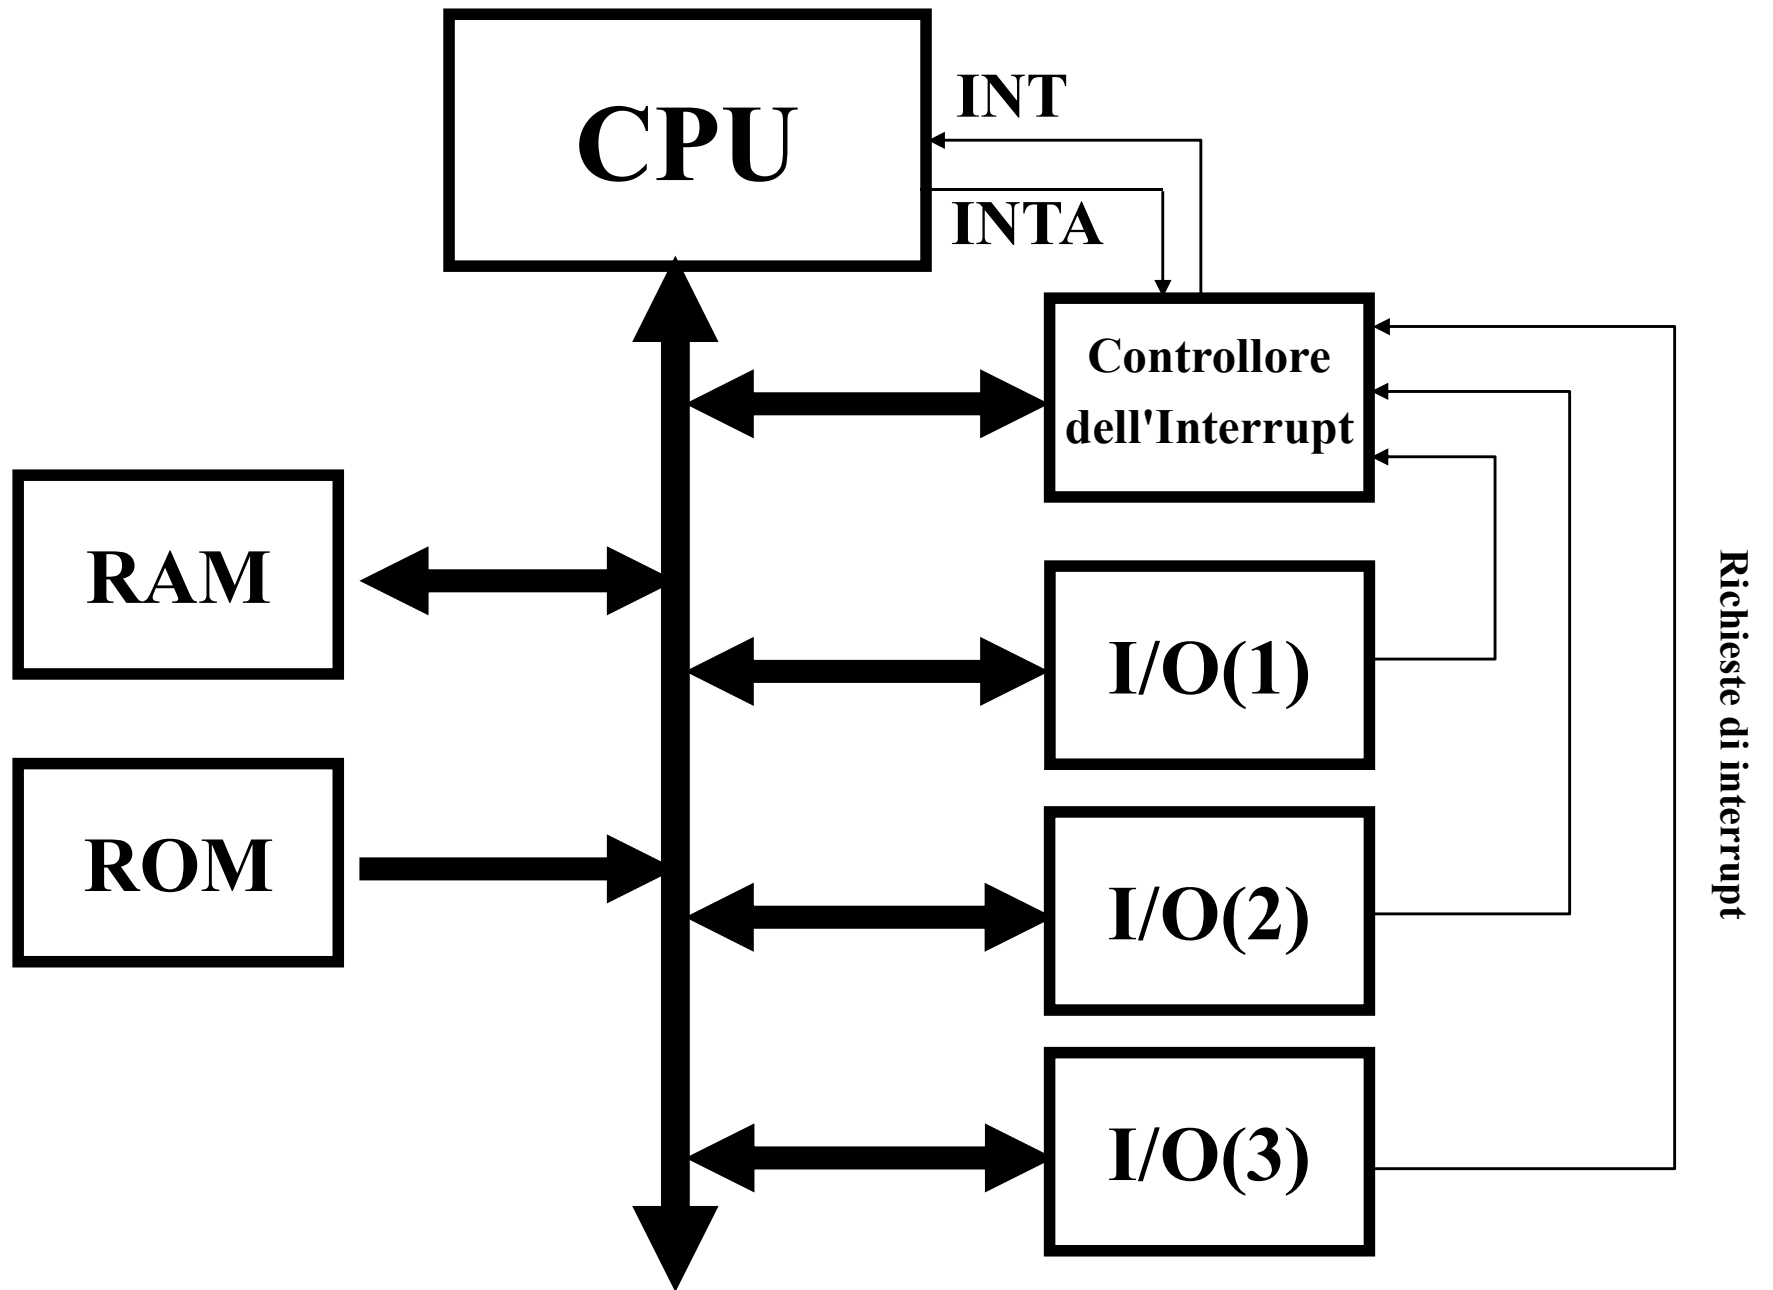 CPU
INT
INTA
Controllore
dell'Interrupt
RAM
I/O(1)
Richieste di interrupt
ROM
I/O(2)
I/O(3)